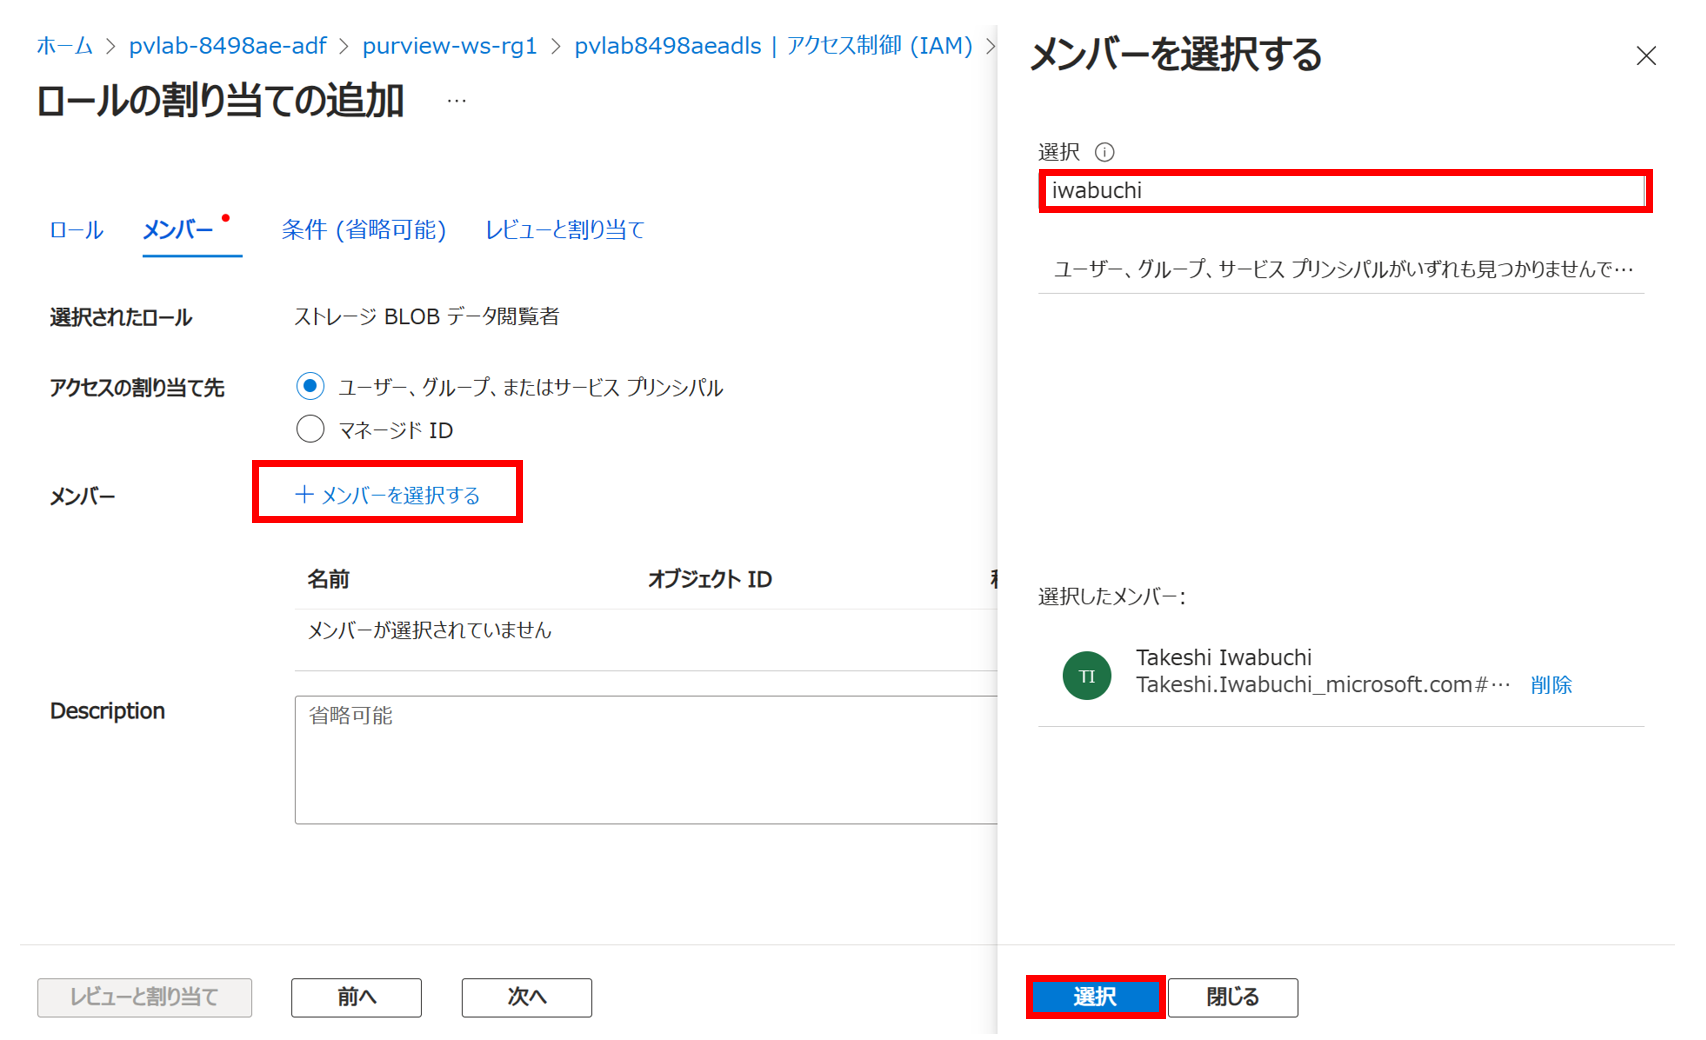 ホーム > pvlab-8498ae-adf > purview-ws-rg1 > pvlab8498aeadls | アクセス制御 (IAM) >
ロールの割り当ての追加 …
ロール
メンバー
条件 (省略可能)
レビューと割り当て
選択されたロール
ストレージ BLOB データ閲覧者
アクセスの割り当て先
ユーザー、グループ、またはサービス プリンシパル
マネージド ID
メンバー
+ メンバーを選択する
名前
オブジェクト ID
メンバーが選択されていません
Description
省略可能
レビューと割り当て
前へ
次へ
メンバーを選択する
選択
iwabuchi
ユーザー、グループ、サービス プリンシパルがいずれも見つかりませんで…
選択したメンバー:
TI
Takeshi Iwabuchi
Takeshi.Iwabuchi_microsoft.com#…
削除
選択
閉じる